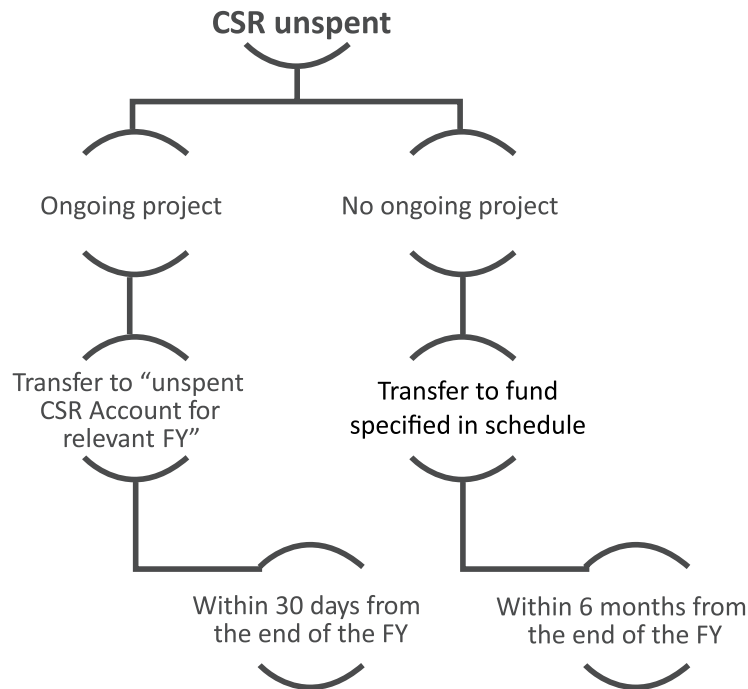 CSR unspent
Ongoing project
No ongoing project
Transfer to “unspent
CSR Account for
relevant FY”
Transfer to fund
specified in schedule
Within 30 days from
the end of the FY
Within 6 months from
the end of the FY